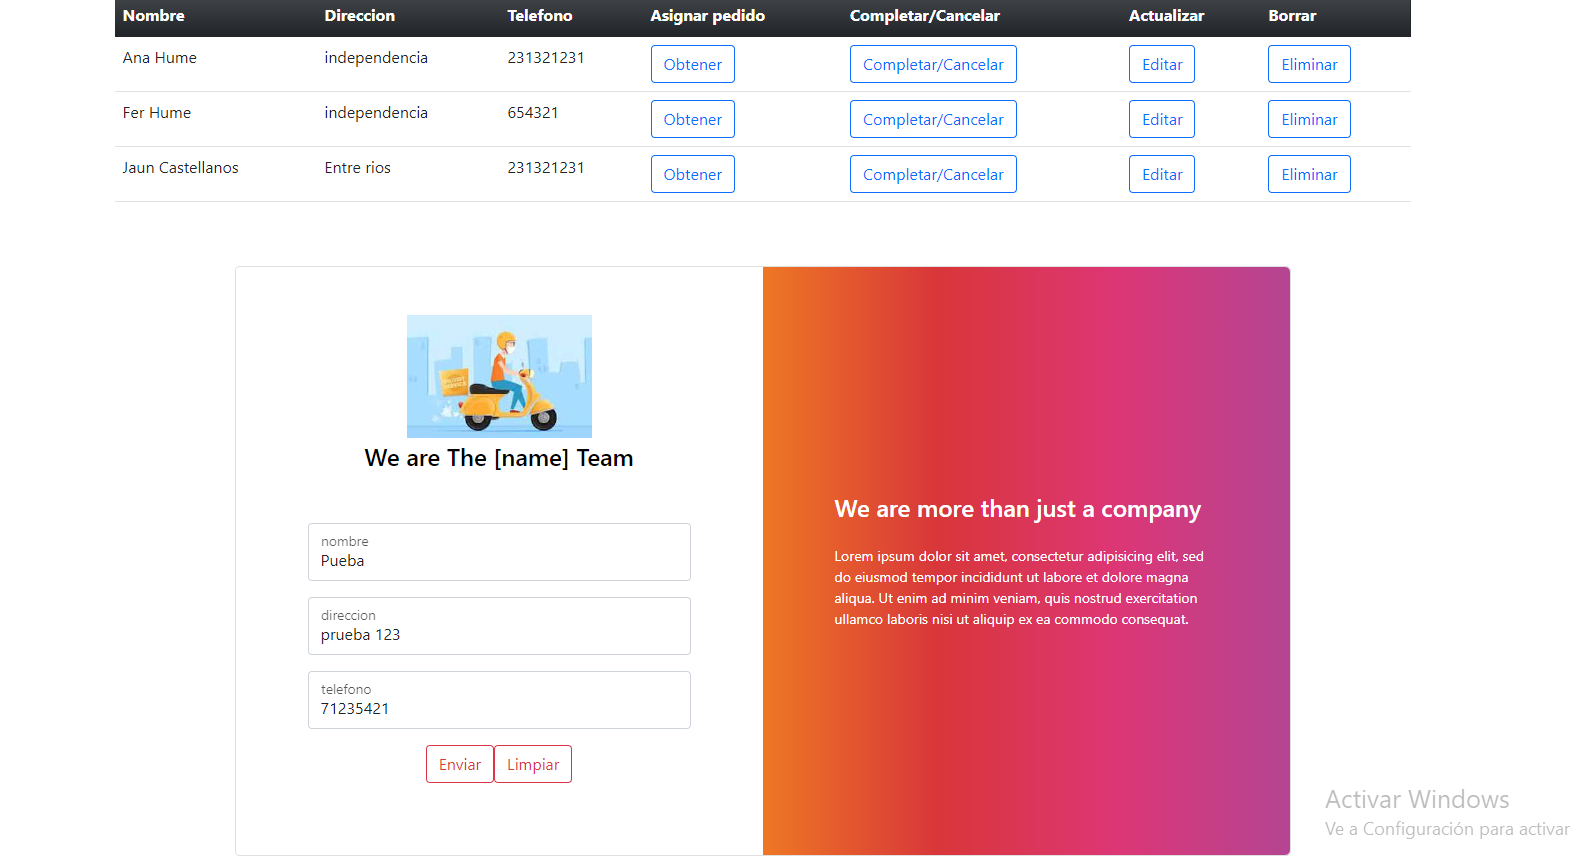 Nombre Direccion Telefono Asignar pedido Completar/Cancelar Actualizar Borrar
Ana Hume independencia 231321231 Obtener Completar/Cancelar Editar Eliminar
Fer Hume independencia 654321 Obtener Completar/Cancelar Editar Eliminar
Jaun Castellanos Entre rios 231321231 Obtener Completar/Cancelar Editar Eliminar
We are The [name] Team
nombre
Pueba
direccion
prueba 123
telefono
71235421
Enviar Limpiar
We are more than just a company
Lorem ipsum dolor sit amet, consectetur adipisicing elit, sed
do eiusmod tempor incididunt ut labore et dolore magna
aliqua. Ut enim ad minim veniam, quis nostrud exercitation
ullamco laboris nisi ut aliquip ex ea commodo consequat.
Activar Windows
Ve a Configuración para activar